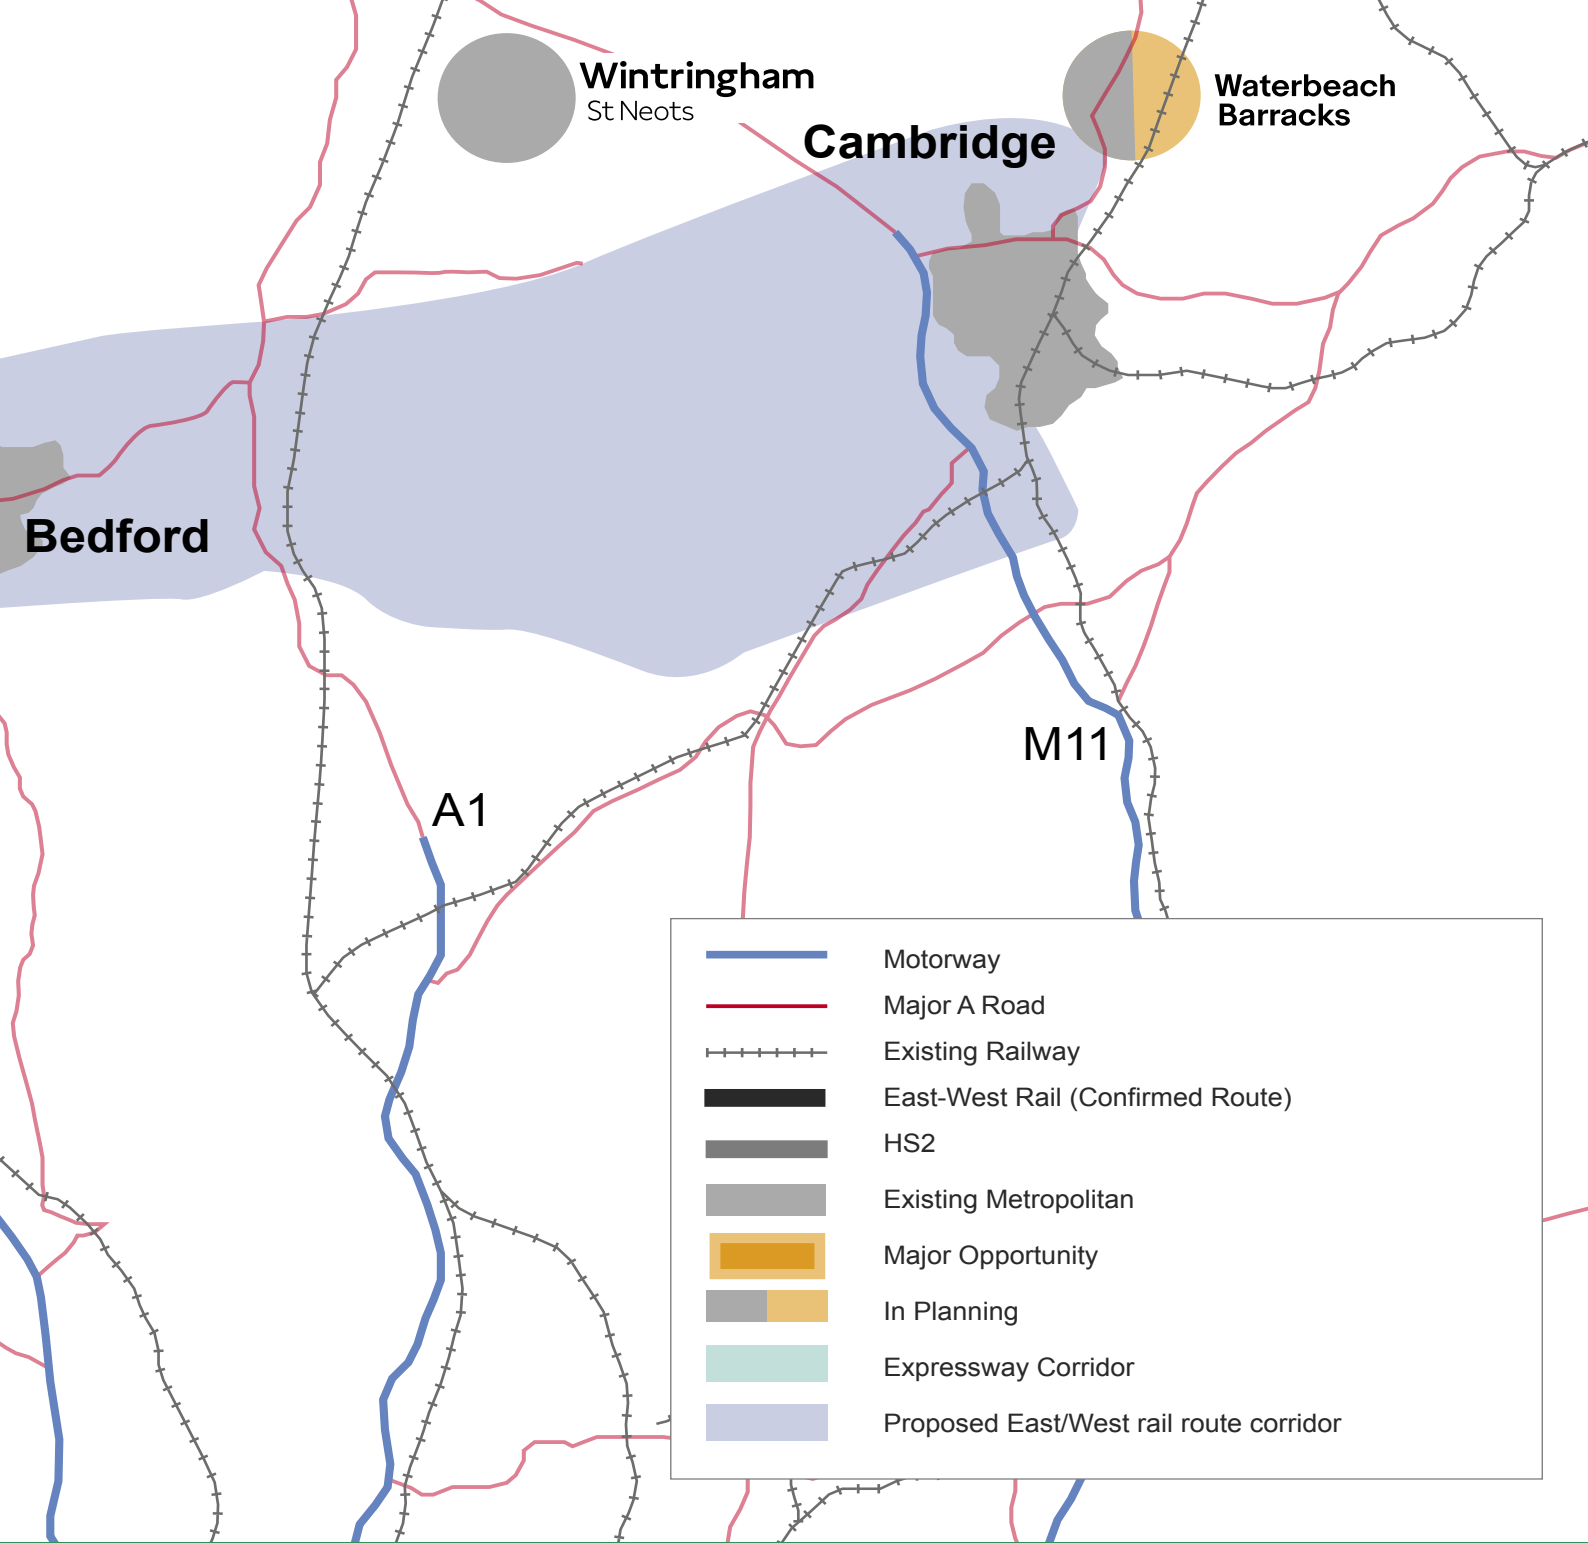 Wintringham
St Neots
Waterbeach
Barracks
Cambridge
Bedford
M11
A1
Motorway
Major A Road
Existing Railway
East-West Rail (Confirmed Route)
HS2
Existing Metropolitan
Major Opportunity
In Planning
Expressway Corridor
Proposed East/West rail route corridor